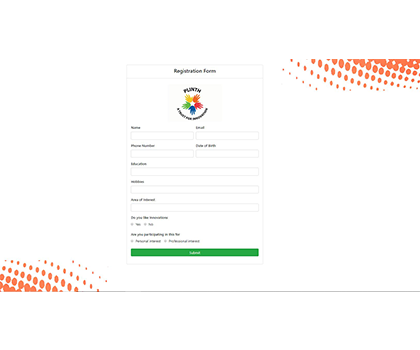 Registration Form
PLINTH
A TRUST FOR INNOVATION
Name Email
Phone Number Date of Birth
Education
Hobbies
Area of Interest
Do you like Innovations
Yes No
Are you participating in this for
Personal Interest Professional Interest
Submit